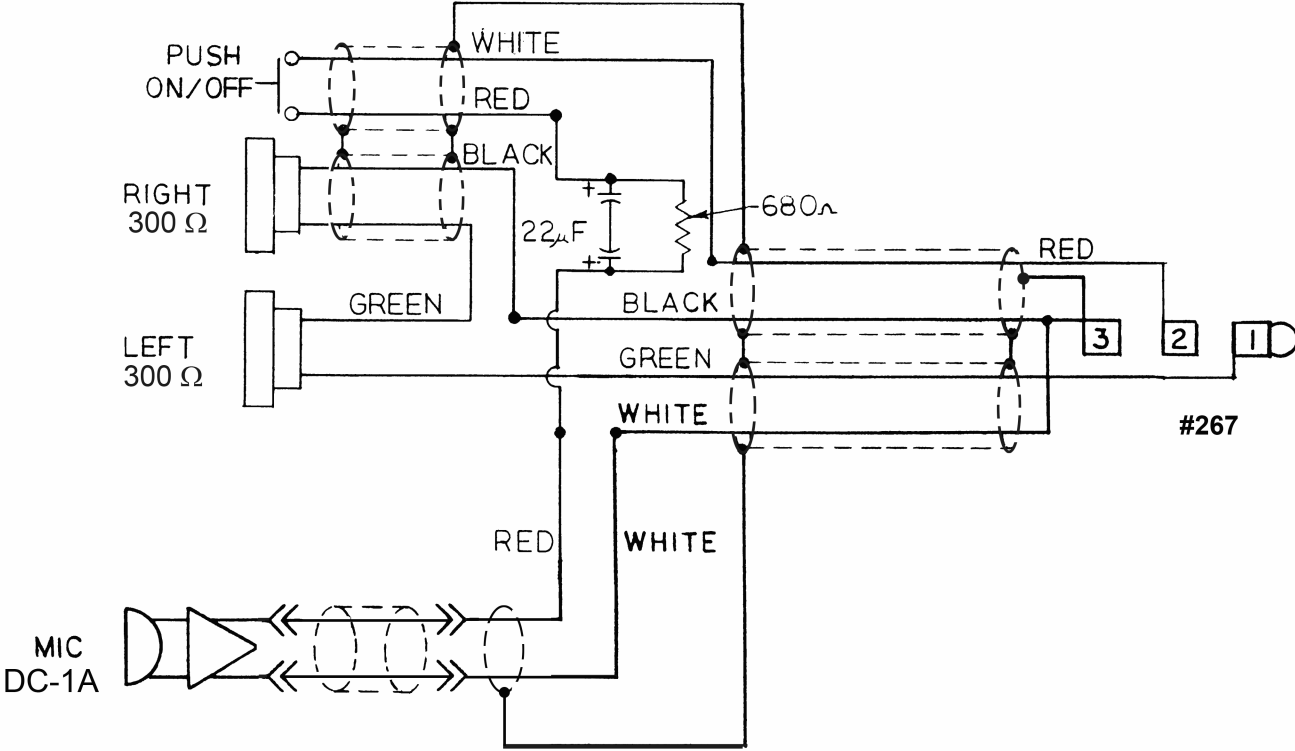 WHITE
PUSH
ON/OFF
RED
BLACK
RIGHT
300 Ω
680Ω
+
22μF
+
RED
GREEN
BLACK
3
2
1
LEFT
300 Ω
GREEN
WHITE
#267
RED
WHITE
MIC
DC-1A